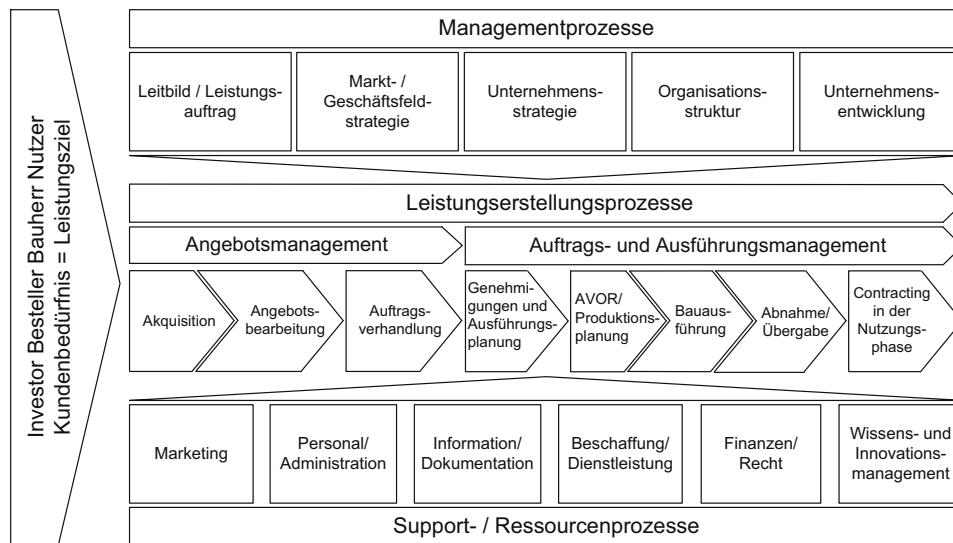 Investor Besteller Bauherr Nutzer
Kundenbedürfnis = Leistungsziel
Managementprozesse
Leitbild / Leistungs-
auftrag
Markt- /
Geschäftsfeld-
strategie
Unternehmens-
strategie
Organisations-
struktur
Unternehmens-
entwicklung
Leistungserstellungsprozesse
Angebotsmanagement
Auftrags- und Ausführungsmanagement
Akquisition
Angebots-
bearbeitung
Auftrags-
verhandlung
Genehmi-
gungen und
Ausführungs-
planung
AVOR/
Produktions-
planung
Bauaus-
führung
Abnahme/
Übergabe
Contracting
in der
Nutzungs-
phase
Marketing
Personal/
Administration
Information/
Dokumentation
Beschaffung/
Dienstleistung
Finanzen/
Recht
Wissens- und
Innovations-
management
Support- / Ressourcenprozesse